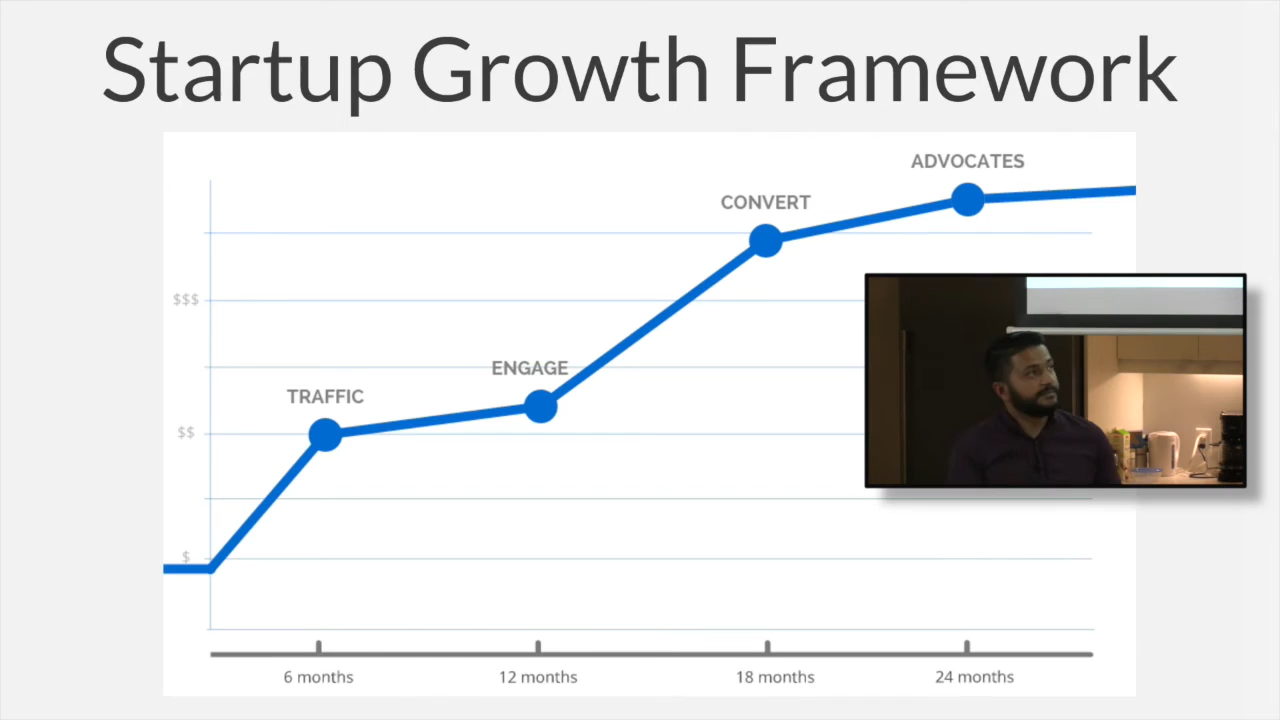 Startup Growth Framework
ADVOCATES
CONVERT
$$$
ENGAGE
TRAFFIC
$$
$
6 months
12 months
18 months
24 months